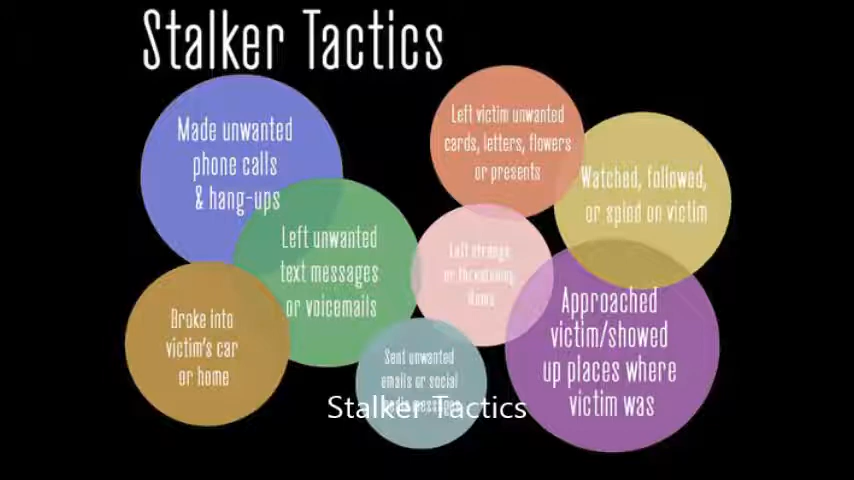 Stalker Tactics
Made unwanted
phone calls
& hang-ups
Left victim unwanted
cards, letters, flowers
or presents
Watched, followed,
or spied on victim
Left unwanted
text messages
or voicemails
Left strange
or threatening
items
Broke into
victim's car
or home
Approached
victim/showed
up places where
victim was
Sent unwanted
emails or social
media messages
Stalker Tactics